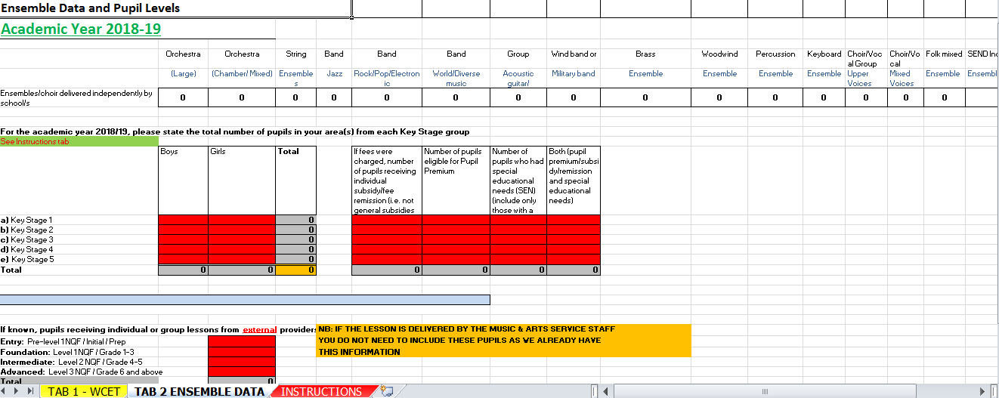 Ensemble Data and Pupil Levels
Academic Year 2018-19
Orchestra Orchestra String Band Band Band Group Wind band or Brass Woodwind Percussion Keyboard Choir/Voc al Group Choir/Vo cal Folk mixed SEND
(Large) (Chamber/ Mixed) Ensemble s Jazz Rock/Pop/Electron ic World/Diverse music Acoustic guitar/ Military band Ensemble Ensemble Ensemble Ensemble Upper Voices Mixed Voices Ensemble
Ensembles/choir delivered independently by
school/s
0 0 0 0 0 0 0 0 0 0 0 0 0 0 0
For the academic year 2018/19, please state the total number of pupils in your area(s) from each Key Stage group
See Instructions tab
Boys Girls Total
If fees were
charged, number
of pupils receiving
individual
subsidy/fee
remission (i.e. not
general subsidies
Number of pupils
eligible for Pupil
Premium
Number of
pupils who had
special
educational
needs (SEN)
(include only
those with a
Both (pupil
premium/subsi
dy/remission
and special
educational
needs)
a) Key Stage 1 0
b) Key Stage 2 0
c) Key Stage 3 0
d) Key Stage 4 0
e) Key Stage 5 0
Total 0 0 0 0 0 0 0
If known, pupils receiving individual or group lessons from external providers
NB: IF THE LESSON IS DELIVERED BY THE MUSIC & ARTS SERVICE STAFF
YOU DO NOT NEED TO INCLUDE THESE PUPILS AS WE ALREADY HAVE
THIS INFORMATION
Entry: Pre-level 1 NQF / Initial / Prep
Foundation: Level 1 NQF / Grade 1-3
Intermediate: Level 2 NQF / Grade 4-5
Advanced: Level 3 NQF / Grade 6 and above
Total 0
TAB 1 - WCET TAB 2 ENSEMBLE DATA INSTRUCTIONS